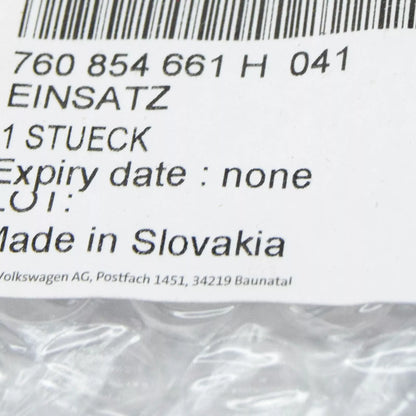 760 854 661 H 041
EINSATZ
1 STUECK
Expiry date : none
LOT:
Made in Slovakia
Volkswagen AG, Postfach 1451, 34219 Baunatal